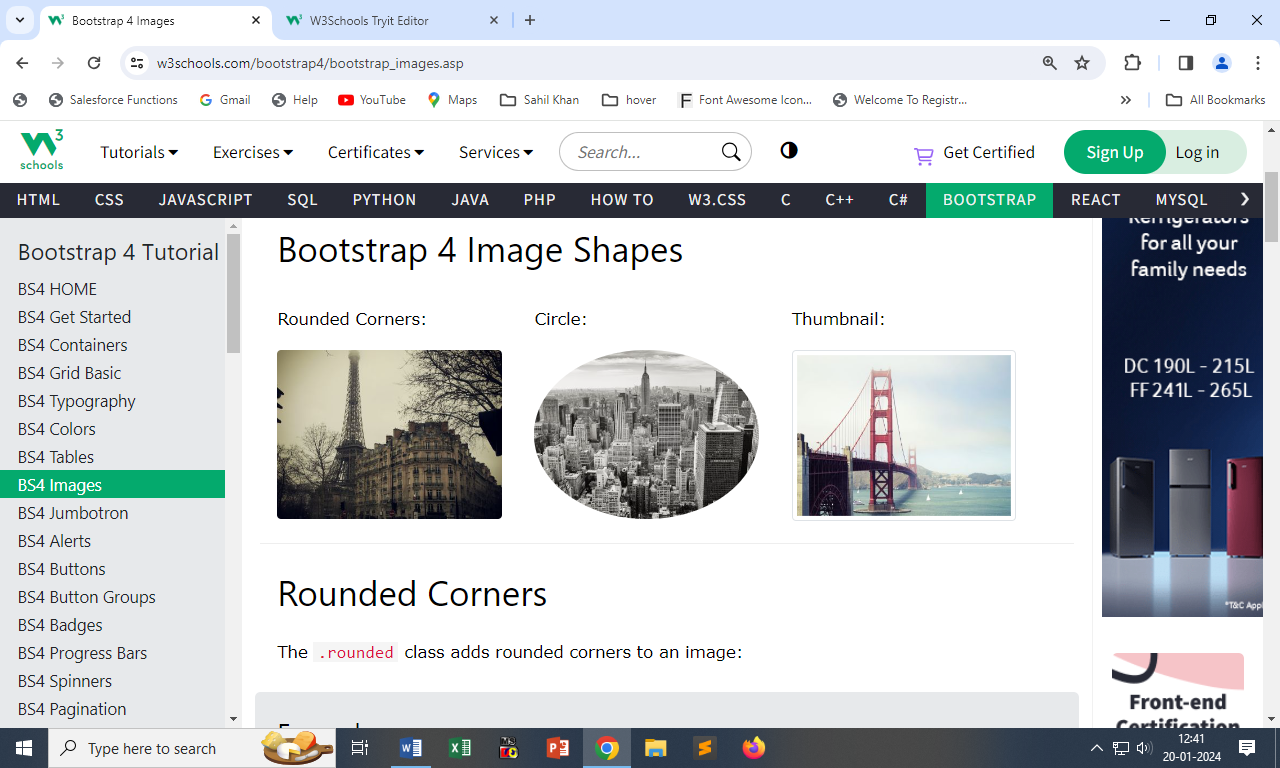 Bootstrap 4 Images
W3Schools Tryit Editor
w3schools.com/bootstrap4/bootstrap_images.asp
Salesforce Functions
Gmail
Help
YouTube
Maps
Sahil Khan
hover
Font Awesome Icon...
Welcome To Registr...
All Bookmarks
W3
schools
Tutorials
Exercises
Certificates
Services
Search...
Get Certified
Sign Up
Log in
HTML CSS JAVASCRIPT SQL PYTHON JAVA PHP HOW TO W3.CSS C C++ C# BOOTSTRAP REACT MYSQL
Bootstrap 4 Tutorial
BS4 HOME
BS4 Get Started
BS4 Containers
BS4 Grid Basic
BS4 Typography
BS4 Colors
BS4 Tables
BS4 Images
BS4 Jumbotron
BS4 Alerts
BS4 Buttons
BS4 Button Groups
BS4 Badges
BS4 Progress Bars
BS4 Spinners
BS4 Pagination
Bootstrap 4 Image Shapes
Rounded Corners:
Circle:
Thumbnail:
Rounded Corners
The .rounded class adds rounded corners to an image:
Refrigerators
for all your
family needs
DC 190L - 215L
FF 241L - 265L
*T&C Appl
Front-end
Certification
Type here to search
12:41
20-01-2024